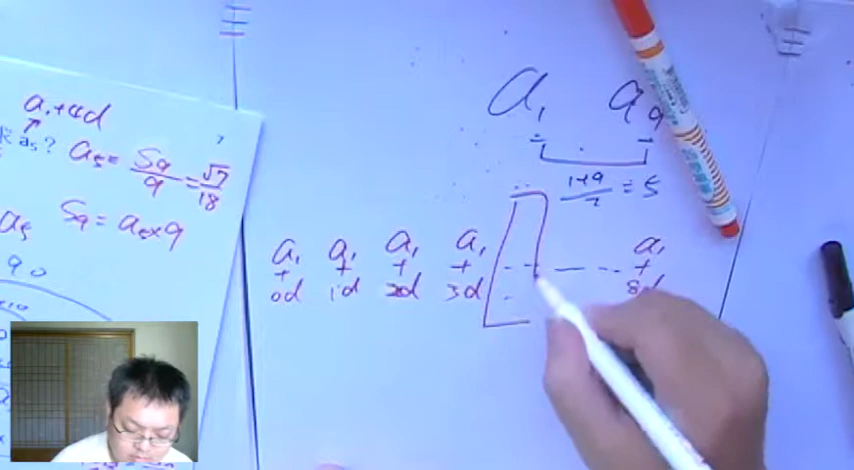 a₁+4d
a₅?
a₅ = S₉/9 = √7/18
S₉ = a₅×9
a₅
a₁ a₉
(1+9)/2 = 5
a₁ a₁ a₁ a₁ a₁
+ + + + - - — - - +
0d 1d 2d 3d 8d